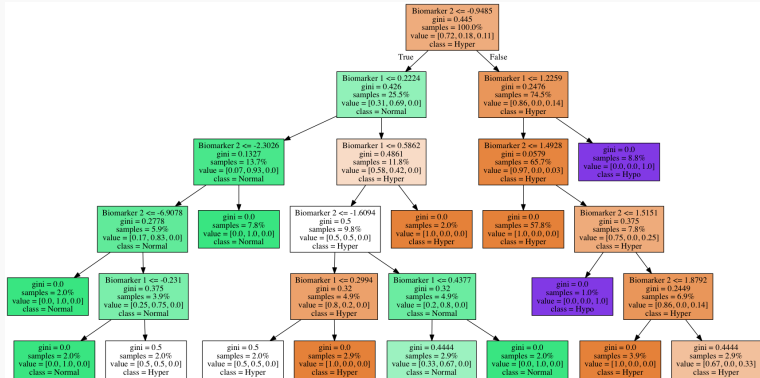 Biomarker 2 <= -0.9485
gini = 0.445
samples = 100.0%
value = [0.72, 0.18, 0.11]
class = Hyper
True
False
Biomarker 1 <= 0.2224
gini = 0.426
samples = 25.5%
value = [0.31, 0.69, 0.0]
class = Normal
Biomarker 1 <= 1.2259
gini = 0.2476
samples = 74.5%
value = [0.86, 0.0, 0.14]
class = Hyper
Biomarker 2 <= -2.3026
gini = 0.1327
samples = 13.7%
value = [0.07, 0.93, 0.0]
class = Normal
Biomarker 1 <= 0.5862
gini = 0.4861
samples = 11.8%
value = [0.58, 0.42, 0.0]
class = Hyper
Biomarker 2 <= 1.4928
gini = 0.0579
samples = 65.7%
value = [0.97, 0.0, 0.03]
class = Hyper
gini = 0.0
samples = 8.8%
value = [0.0, 0.0, 1.0]
class = Hypo
Biomarker 2 <= -6.9078
gini = 0.2778
samples = 5.9%
value = [0.17, 0.83, 0.0]
class = Normal
gini = 0.0
samples = 7.8%
value = [0.0, 1.0, 0.0]
class = Normal
Biomarker 2 <= -1.6094
gini = 0.5
samples = 9.8%
value = [0.5, 0.5, 0.0]
class = Hyper
gini = 0.0
samples = 2.0%
value = [1.0, 0.0, 0.0]
class = Hyper
gini = 0.0
samples = 57.8%
value = [1.0, 0.0, 0.0]
class = Hyper
Biomarker 2 <= 1.5151
gini = 0.375
samples = 7.8%
value = [0.75, 0.0, 0.25]
class = Hyper
gini = 0.0
samples = 2.0%
value = [0.0, 1.0, 0.0]
class = Normal
Biomarker 1 <= -0.231
gini = 0.375
samples = 3.9%
value = [0.25, 0.75, 0.0]
class = Normal
Biomarker 1 <= 0.2994
gini = 0.32
samples = 4.9%
value = [0.8, 0.2, 0.0]
class = Hyper
Biomarker 1 <= 0.4377
gini = 0.32
samples = 4.9%
value = [0.2, 0.8, 0.0]
class = Normal
gini = 0.0
samples = 1.0%
value = [0.0, 0.0, 1.0]
class = Hypo
Biomarker 2 <= 1.8792
gini = 0.2449
samples = 6.9%
value = [0.86, 0.0, 0.14]
class = Hyper
gini = 0.0
samples = 2.0%
value = [0.0, 1.0, 0.0]
class = Normal
gini = 0.5
samples = 2.0%
value = [0.5, 0.5, 0.0]
class = Hyper
gini = 0.5
samples = 2.0%
value = [0.5, 0.5, 0.0]
class = Hyper
gini = 0.0
samples = 2.9%
value = [1.0, 0.0, 0.0]
class = Hyper
gini = 0.4444
samples = 2.9%
value = [0.33, 0.67, 0.0]
class = Normal
gini = 0.0
samples = 2.0%
value = [0.0, 1.0, 0.0]
class = Normal
gini = 0.0
samples = 3.9%
value = [1.0, 0.0, 0.0]
class = Hyper
gini = 0.4444
samples = 2.9%
value = [0.67, 0.0, 0.33]
class = Hyper